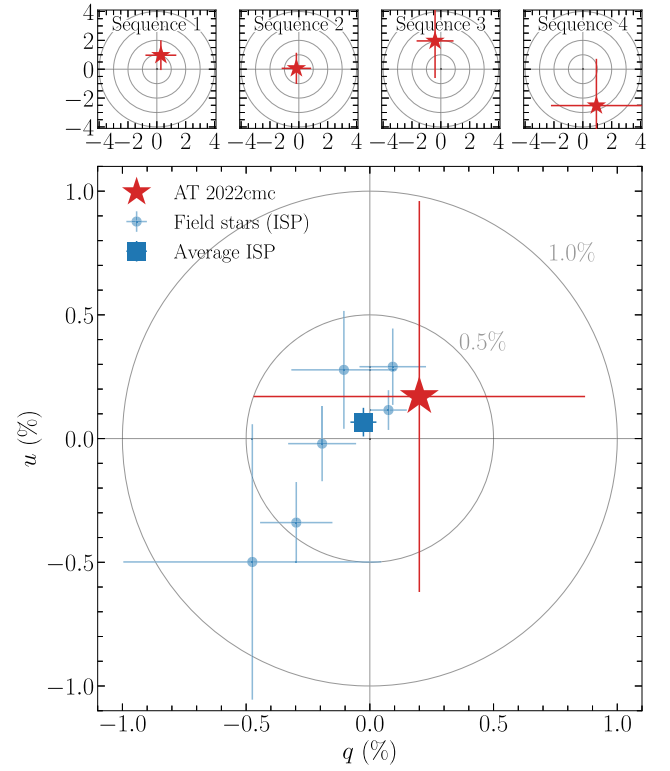 Sequence 1 Sequence 2 Sequence 3 Sequence 4
4
2
0
−2
−4
−4 −2 0 2 4 −4 −2 0 2 4 −4 −2 0 2 4 −4 −2 0 2 4
AT 2022cmc
Field stars (ISP)
Average ISP
1.0%
0.5%
1.0
0.5
0.0
−0.5
−1.0
u (%)
−1.0 −0.5 0.0 0.5 1.0
q (%)